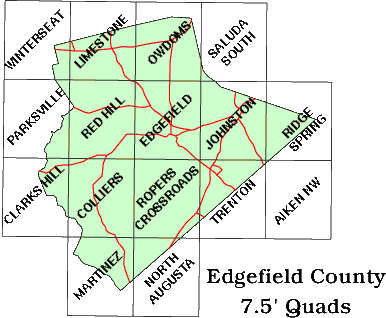 WINTERSEAT
LIMESTONE
OWDOMS
SALUDA
SOUTH
PARKSVILLE
RED HILL
EDGEFIELD
JOHNSTON
RIDGE
SPRING
CLARKS HILL
COLLIERS
ROPERS
CROSSROADS
TRENTON
AIKEN NW
MARTINEZ
NORTH
AUGUSTA
Edgefield County
7.5' Quads